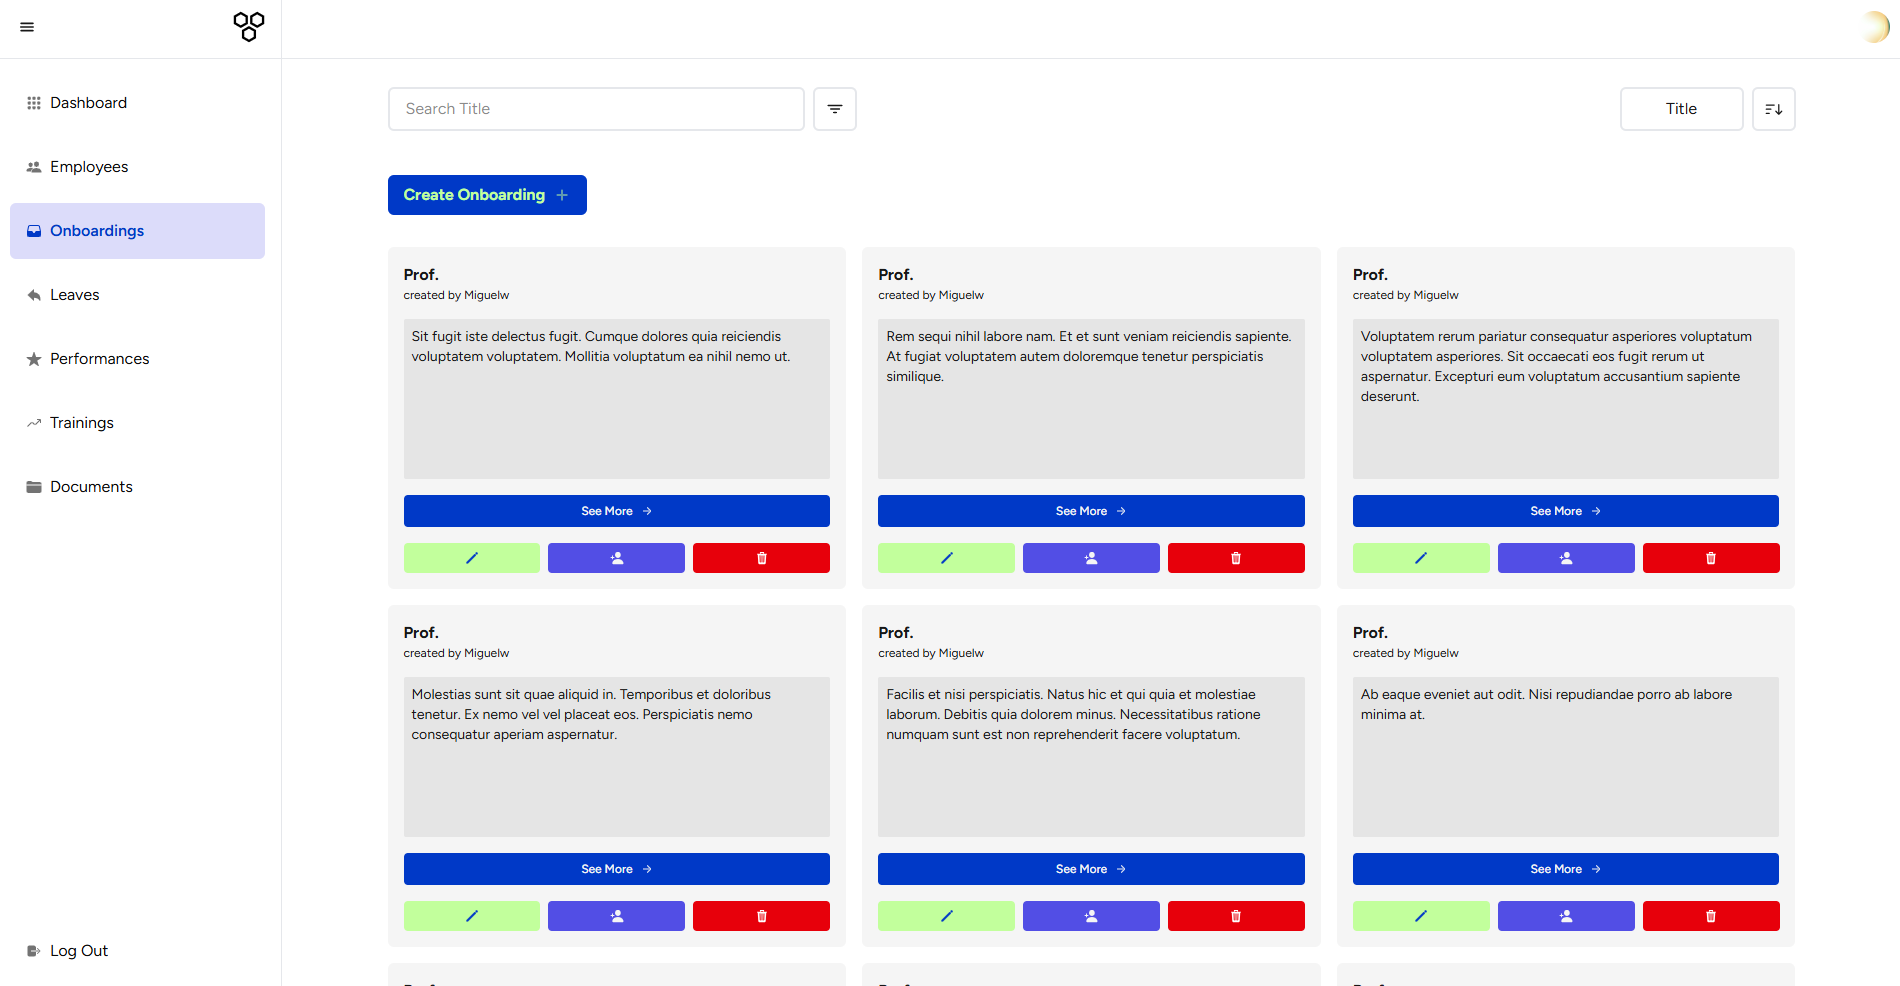 Dashboard
Employees
Onboardings
Leaves
Performances
Trainings
Documents
Log Out
Search Title
Title
Create Onboarding
Prof.
created by Miguelw
Sit fugit iste delectus fugit. Cumque dolores quia reiciendis
voluptatem voluptatem. Mollitia voluptatum ea nihil nemo ut.
See More
Prof.
created by Miguelw
Rem sequi nihil labore nam. Et et sunt veniam reiciendis sapiente.
At fugiat voluptatem autem doloremque tenetur perspiciatis
similique.
See More
Prof.
created by Miguelw
Voluptatem rerum pariatur consequatur asperiores voluptatum
voluptatem asperiores. Sit occaecati eos fugit rerum ut
aspernatur. Excepturi eum voluptatum accusantium sapiente
deserunt.
See More
Prof.
created by Miguelw
Molestias sunt sit quae aliquid in. Temporibus et doloribus
tenetur. Ex nemo vel vel placeat eos. Perspiciatis nemo
consequatur aperiam aspernatur.
See More
Prof.
created by Miguelw
Facilis et nisi perspiciatis. Natus hic et qui quia et molestiae
laborum. Debitis quia dolorem minus. Necessitatibus ratione
numquam sunt est non reprehenderit facere voluptatum.
See More
Prof.
created by Miguelw
Ab eaque eveniet aut odit. Nisi repudiandae porro ab labore
minima at.
See More